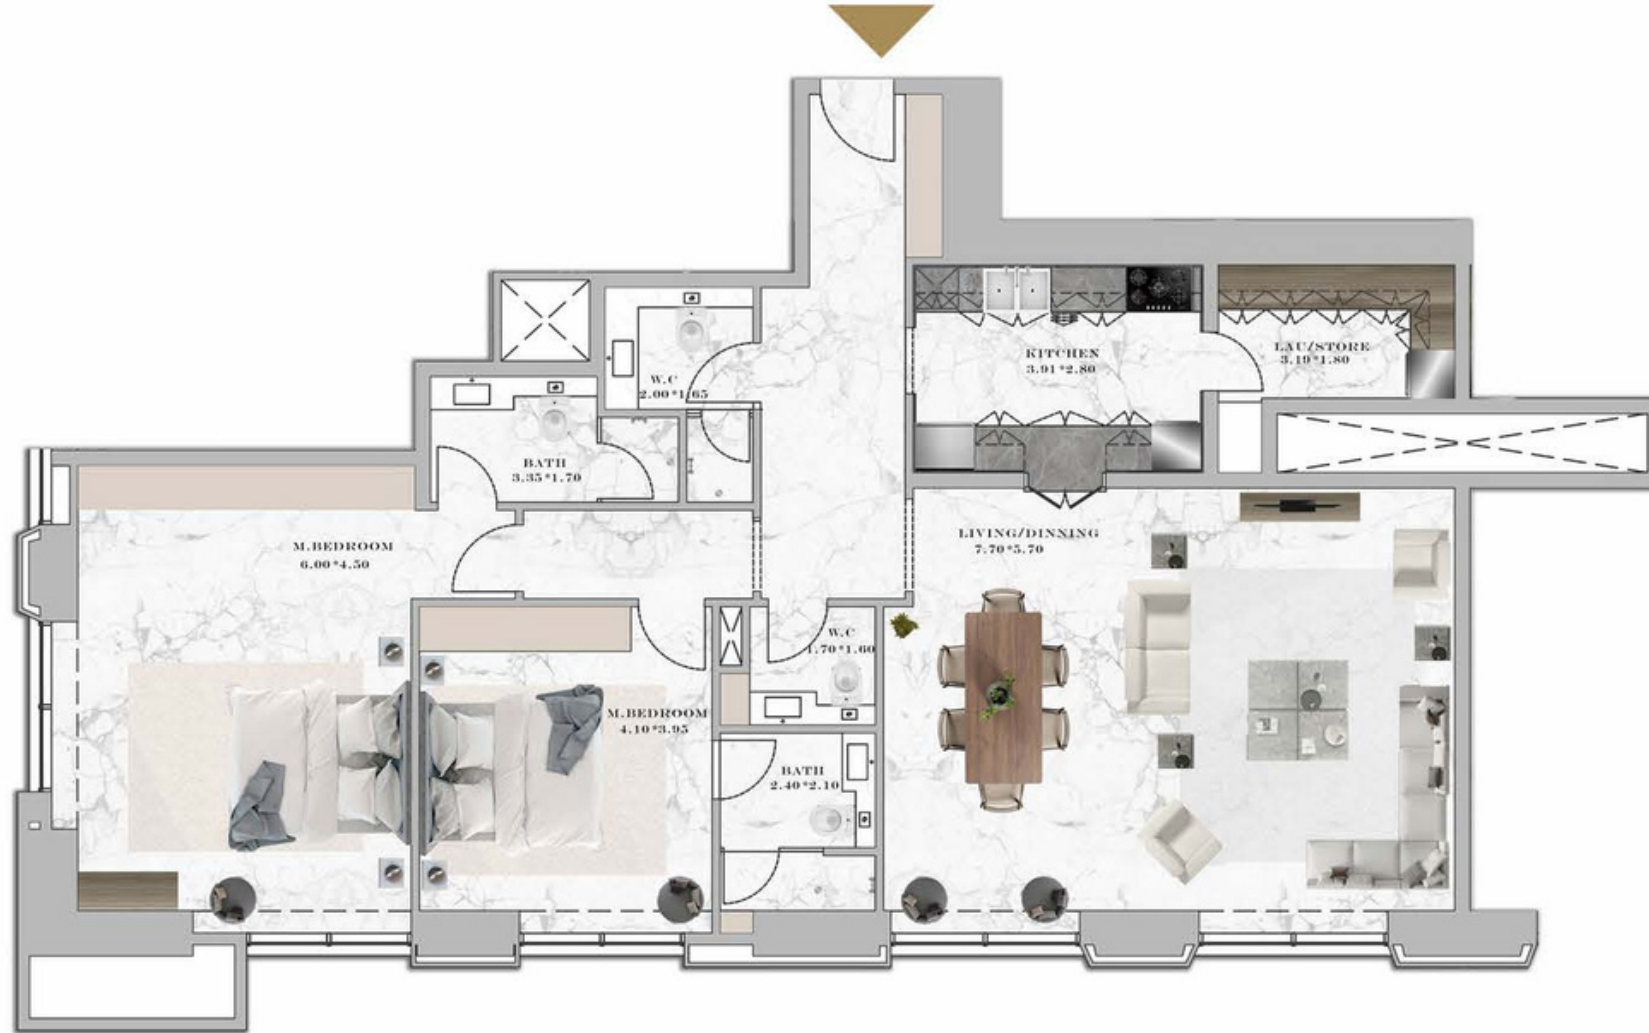 KITCHEN
3.91*2.80
LAU/STORE
3.19*1.80
W.C
2.00*1.65
BATH
3.35*1.70
M.BEDROOM
6.00*4.50
LIVING/DINNING
7.70*5.70
W.C
1.70*1.60
M.BEDROOM
4.10*3.95
BATH
2.40*2.10